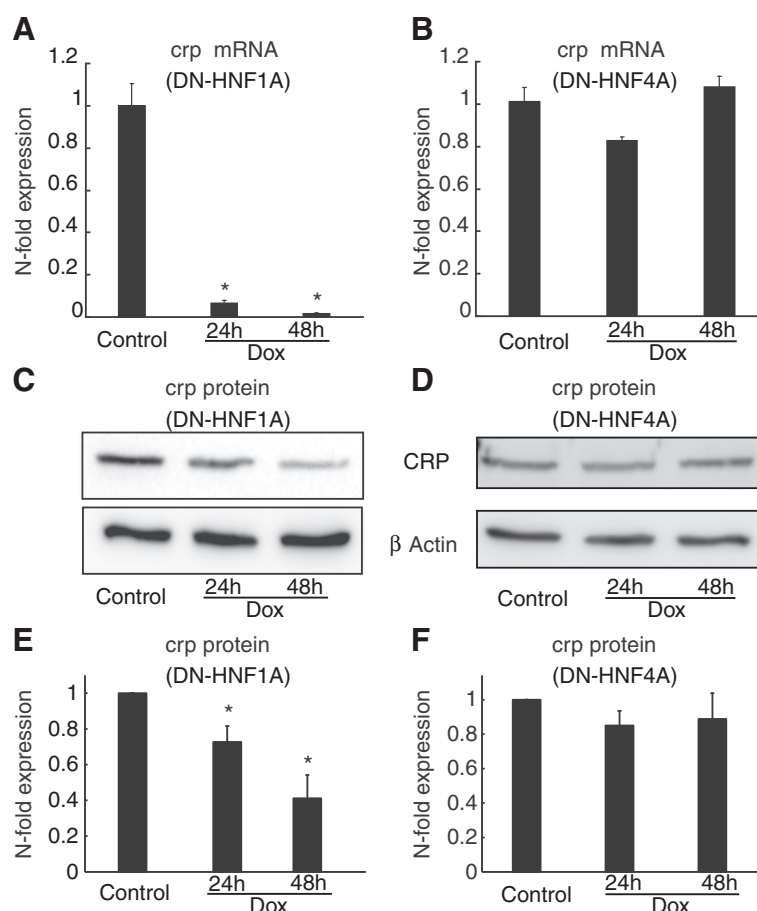 A
crp mRNA
(DN-HNF1A)
N-fold expression
1.2
1
0.8
0.6
0.4
0.2
0
*
*
Control
24h
48h
Dox
B
crp mRNA
(DN-HNF4A)
N-fold expression
1.2
1
0.8
0.6
0.4
0.2
0
Control
24h
48h
Dox
C
crp protein
(DN-HNF1A)
Control
24h
48h
Dox
D
crp protein
(DN-HNF4A)
CRP
β Actin
Control
24h
48h
Dox
E
crp protein
(DN-HNF1A)
N-fold expression
1
0.8
0.6
0.4
0.2
0
*
*
Control
24h
48h
Dox
F
crp protein
(DN-HNF4A)
N-fold expression
1
0.8
0.6
0.4
0.2
0
Control
24h
48h
Dox